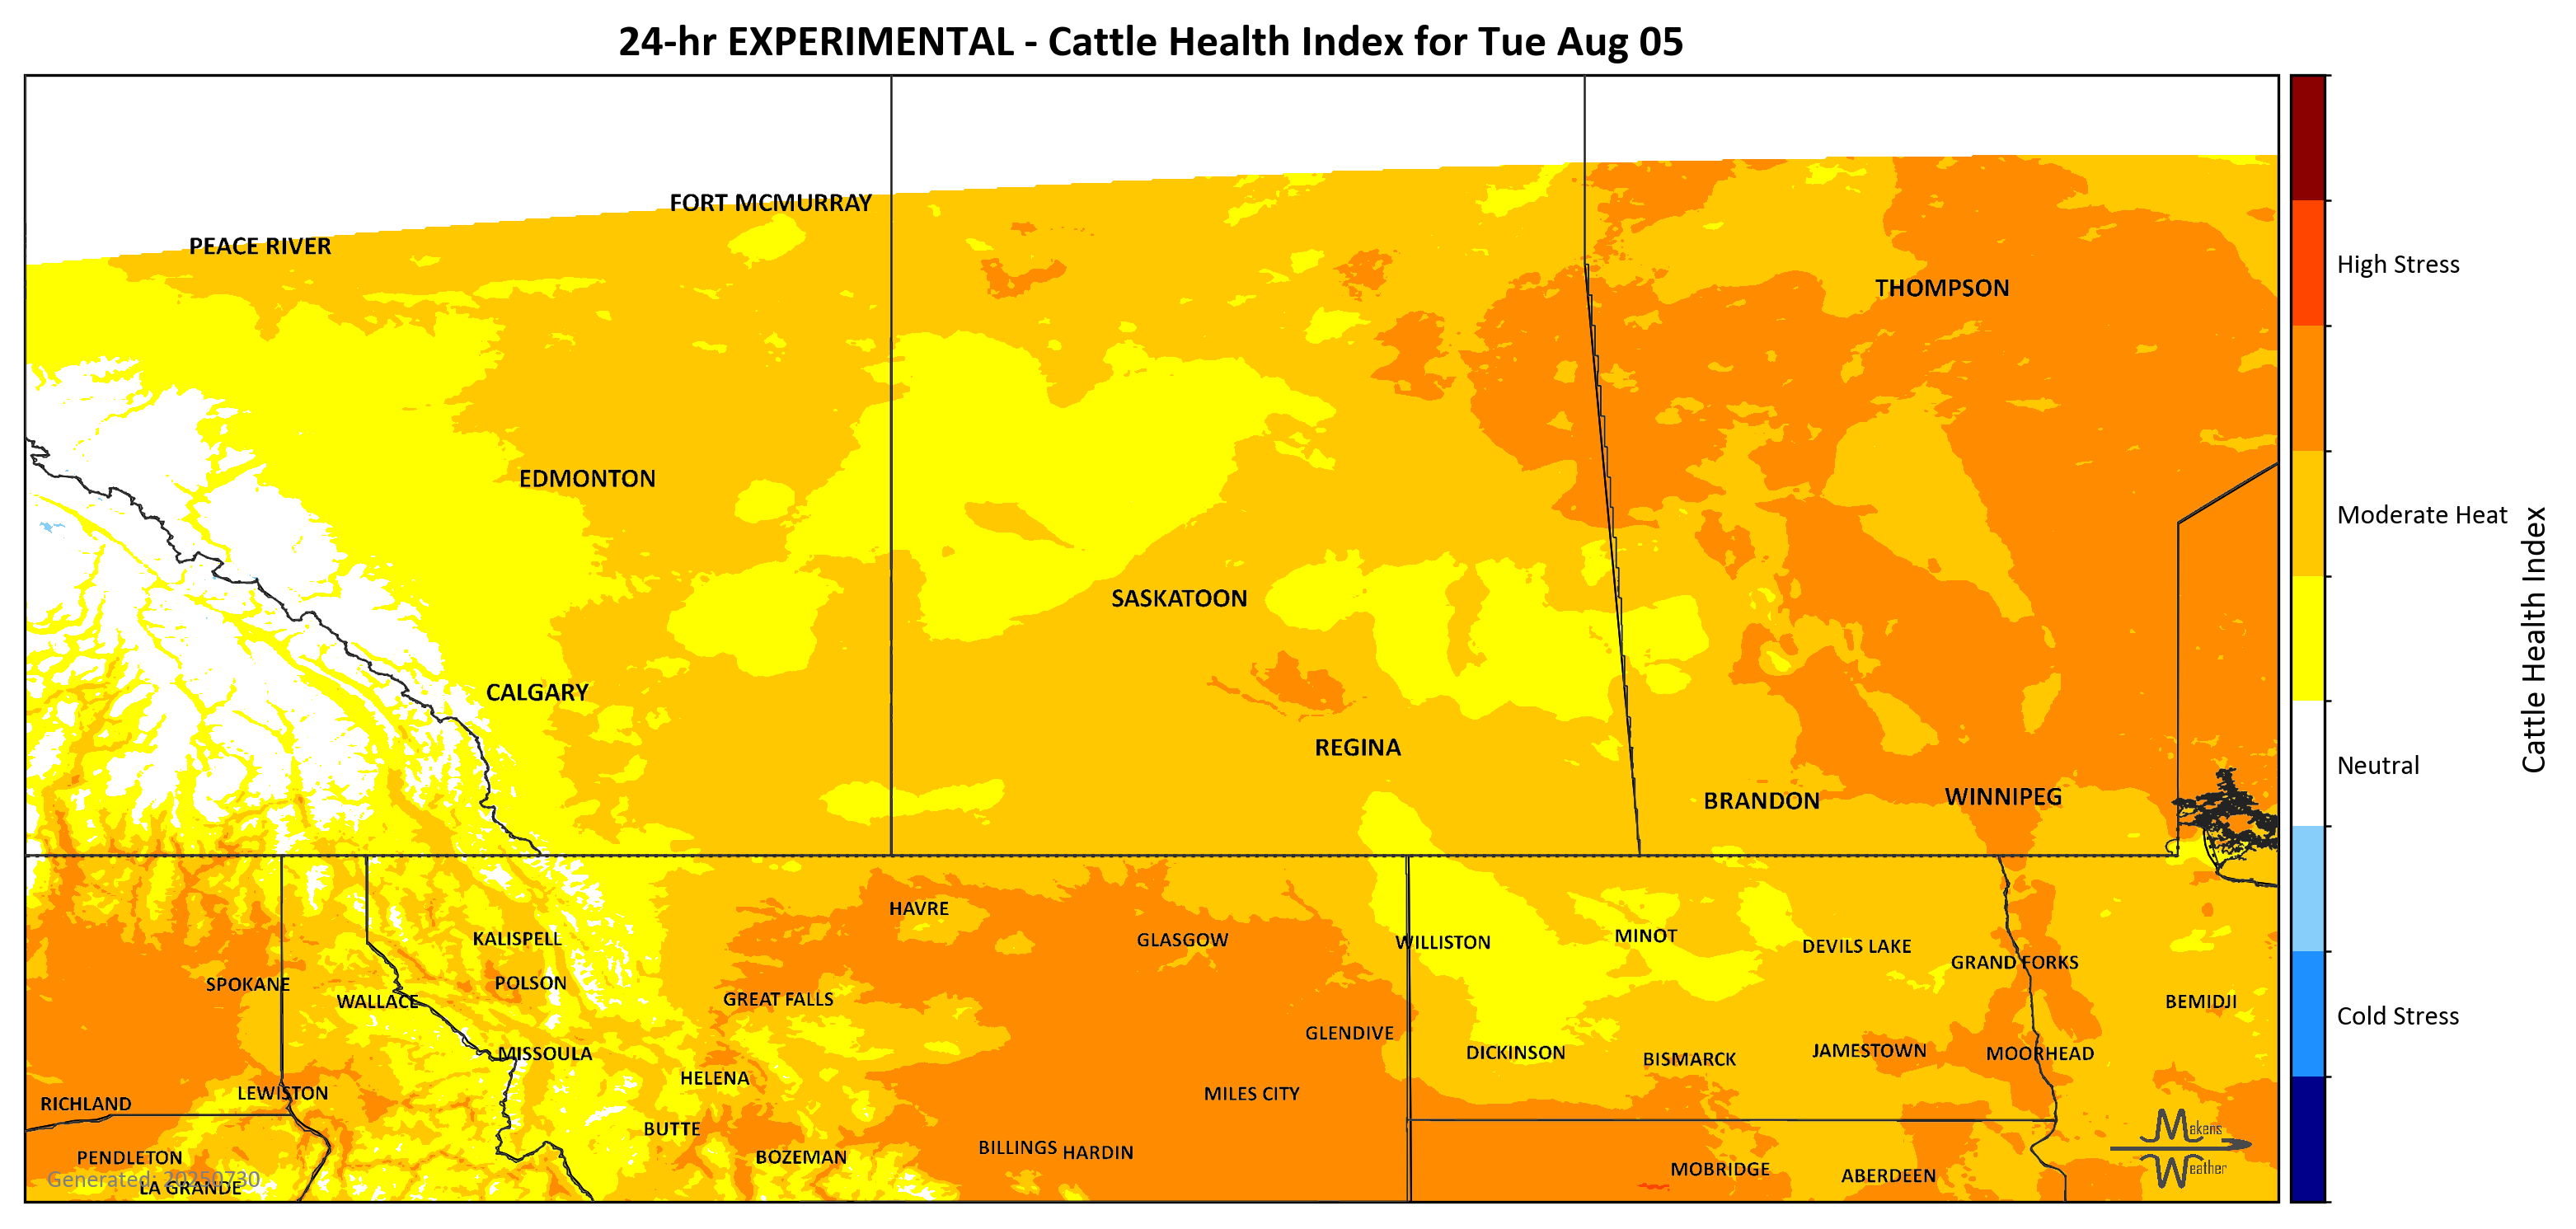 24-hr EXPERIMENTAL - Cattle Health Index for Tue Aug 05
FORT MCMURRAY
PEACE RIVER
THOMPSON
High Stress
EDMONTON
Moderate Heat
SASKATOON
Cattle Health Index
CALGARY
REGINA
Neutral
BRANDON
WINNIPEG
HAVRE
KALISPELL
GLASGOW
WILLISTON
MINOT
DEVILS LAKE
GRAND FORKS
SPOKANE
POLSON
WALLACE
GREAT FALLS
BEMIDJI
Cold Stress
GLENDIVE
MISSOULA
DICKINSON
BISMARCK
JAMESTOWN
MOORHEAD
HELENA
LEWISTON
MILES CITY
RICHLAND
BUTTE
Makens
Weather
BILLINGS
HARDIN
PENDLETON
BOZEMAN
MOBRIDGE
ABERDEEN
Generated: 20250730
LA GRANDE